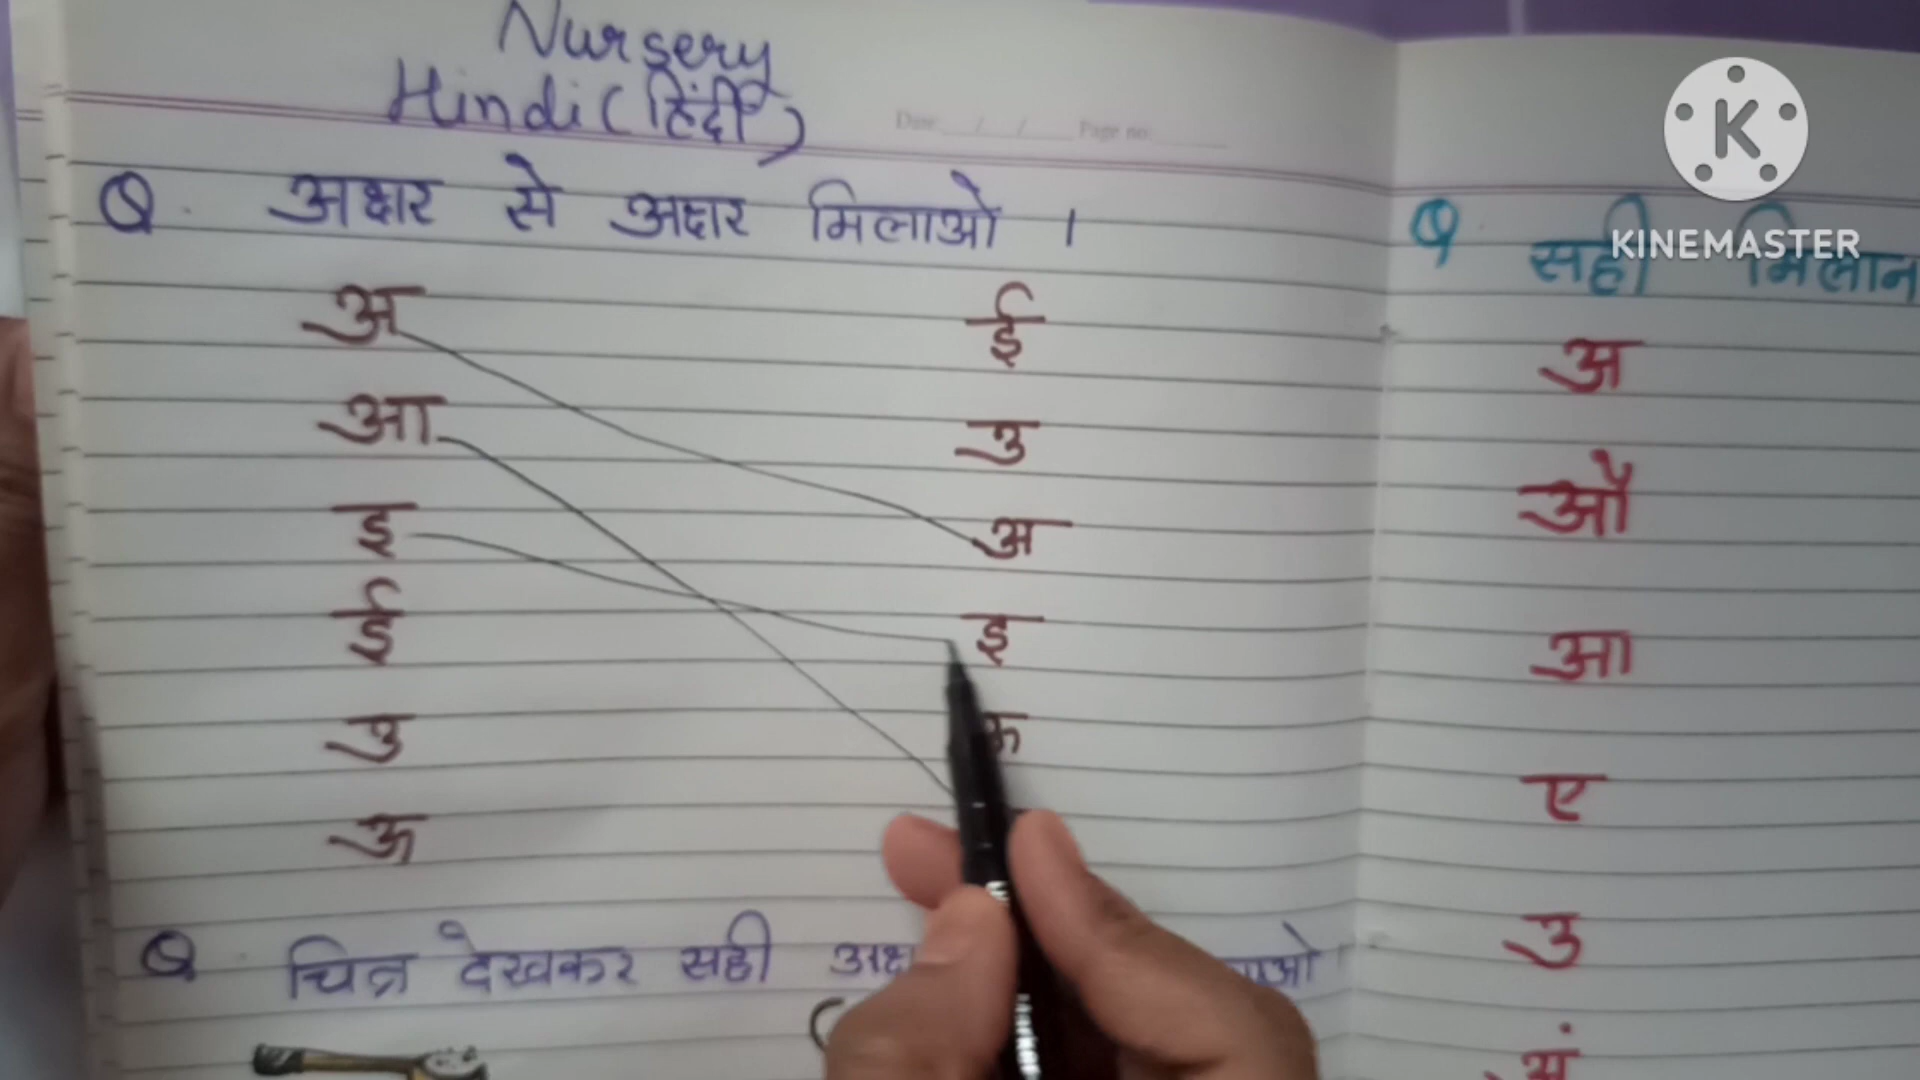 Nursery
Hindi (हिंदी)
Date / / Page no
Q. अक्षर से अक्षर मिलाओ ।
अ ई
आ उ
इ अ
ई इ
उ
ऊ
Q चित्र देखकर सही
K
KINEMASTER
Q सही मिलान
अ
औ
आ
ए
उ
अं